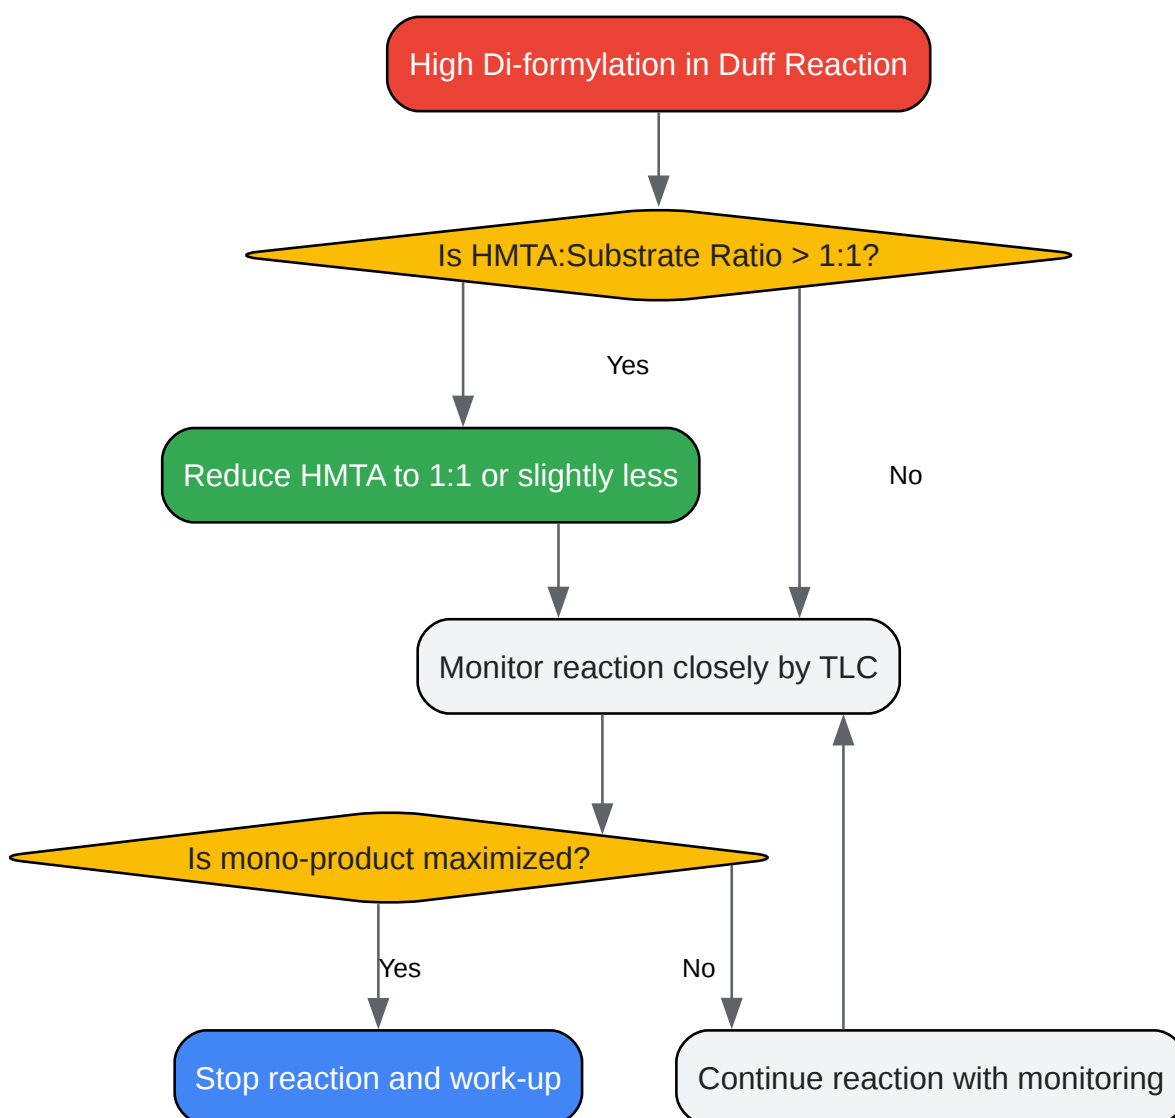 High Di-formylation in Duff Reaction
Is HMTA:Substrate Ratio > 1:1?
Yes
Reduce HMTA to 1:1 or slightly less
No
Monitor reaction closely by TLC
Is mono-product maximized?
Yes
No
Stop reaction and work-up
Continue reaction with monitoring